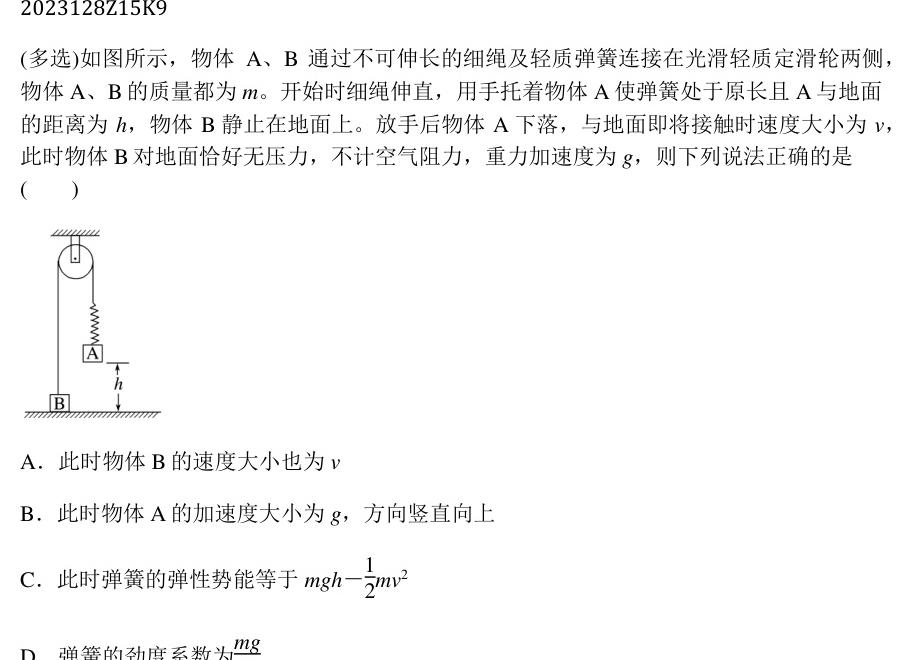 2023128Z15K9
(多选)如图所示，物体 A、B 通过不可伸长的细绳及轻质弹簧连接在光滑轻质定滑轮两侧，
物体 A、B 的质量都为 m。开始时细绳伸直，用手托着物体 A 使弹簧处于原长且 A 与地面
的距离为 h，物体 B 静止在地面上。放手后物体 A 下落，与地面即将接触时速度大小为 v，
此时物体 B 对地面恰好无压力，不计空气阻力，重力加速度为 g，则下列说法正确的是
(　　)
A
h
B
A．此时物体 B 的速度大小也为 v
B．此时物体 A 的加速度大小为 g，方向竖直向上
C．此时弹簧的弹性势能等于 mgh－\frac{1}{2}mv²
D．弹簧的劲度系数为mg